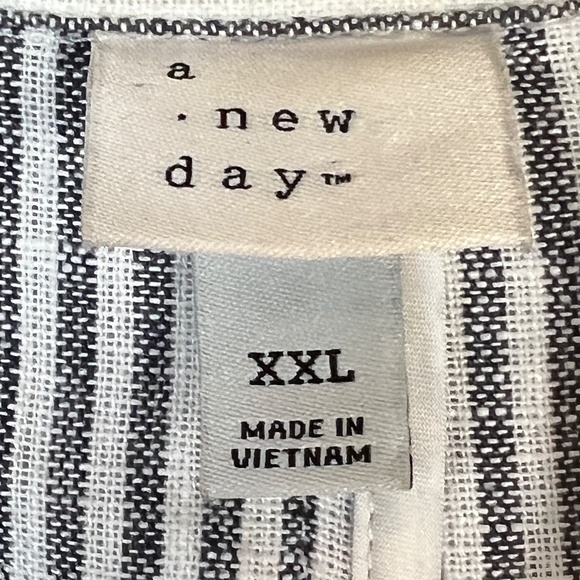 a
· new
day™
XXL
MADE IN
VIETNAM